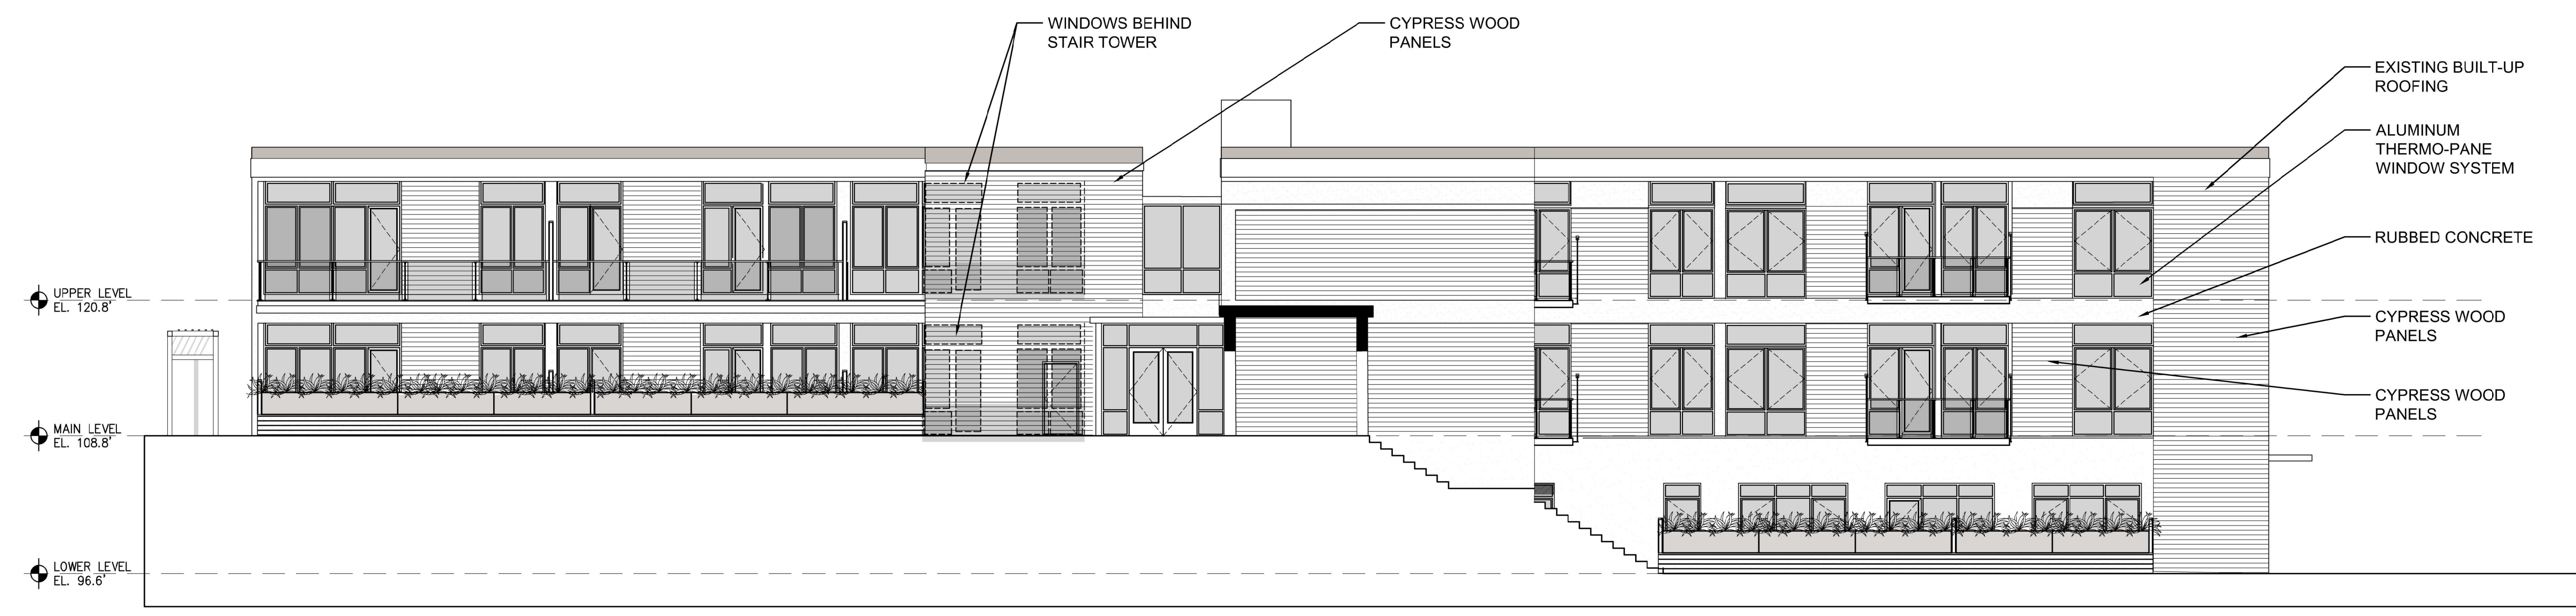 WINDOWS BEHIND
STAIR TOWER
CYPRESS WOOD
PANELS
EXISTING BUILT-UP
ROOFING
ALUMINUM
THERMO-PANE
WINDOW SYSTEM
RUBBED CONCRETE
UPPER LEVEL
EL. 120.8'
CYPRESS WOOD
PANELS
CYPRESS WOOD
PANELS
MAIN LEVEL
EL. 108.8'
LOWER LEVEL
EL. 96.6'